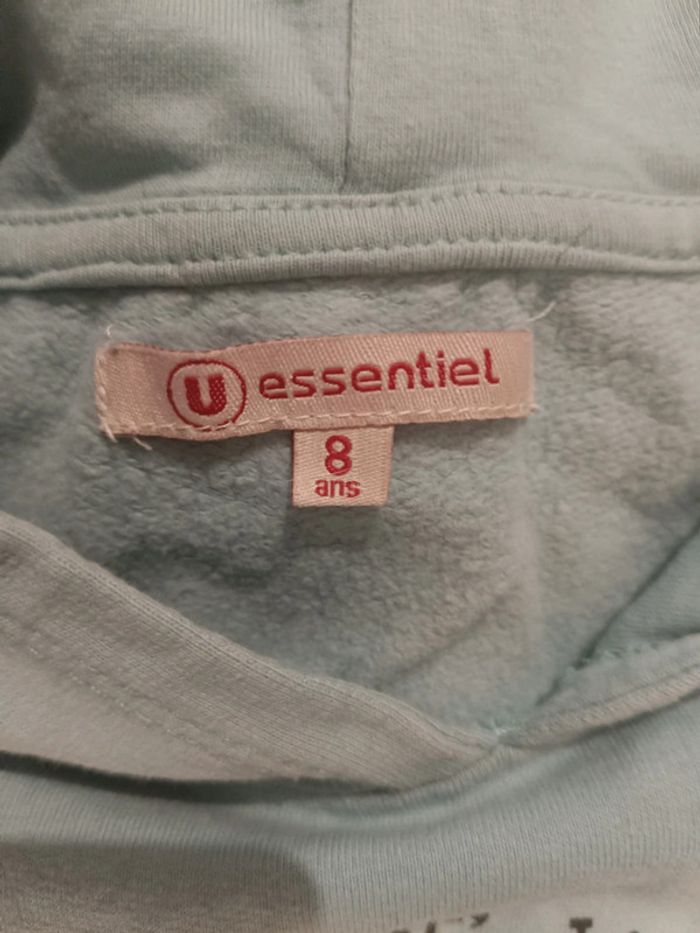 U essentiel
8
ans